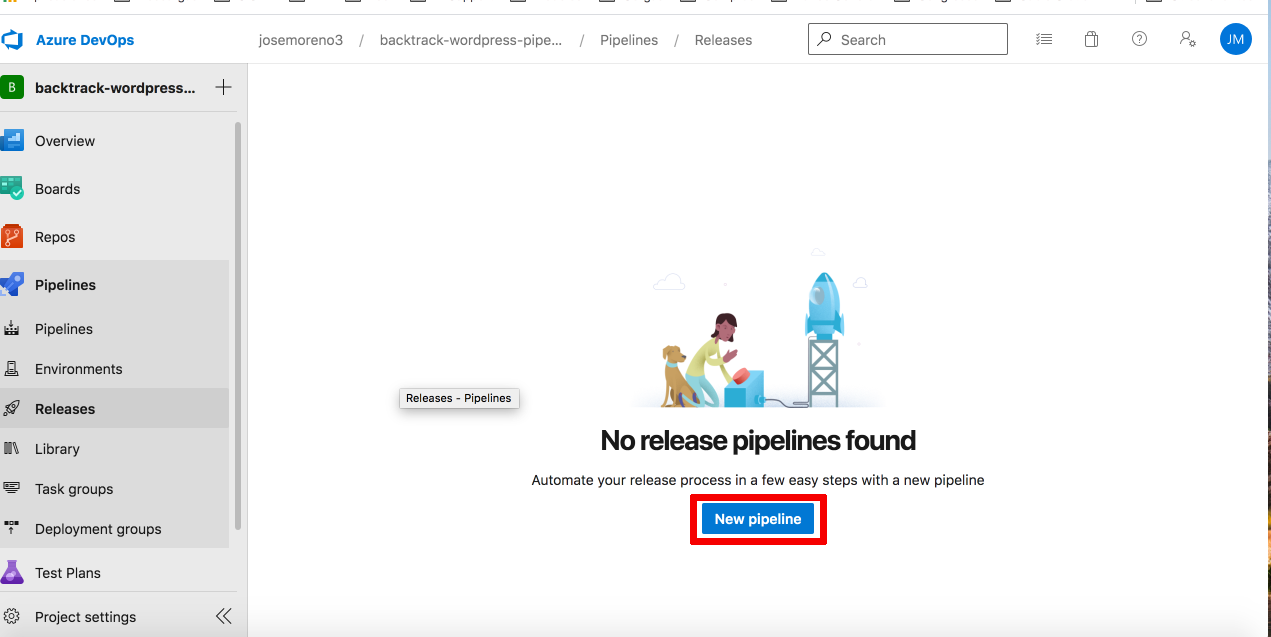 Azure DevOps
josemoreno3 / backtrack-wordpress-pipe... / Pipelines / Releases
Search
JM
B
backtrack-wordpress...
Overview
Boards
Repos
Pipelines
Pipelines
Environments
Releases
Library
Task groups
Deployment groups
Test Plans
Project settings
Releases - Pipelines
No release pipelines found
Automate your release process in a few easy steps with a new pipeline
New pipeline